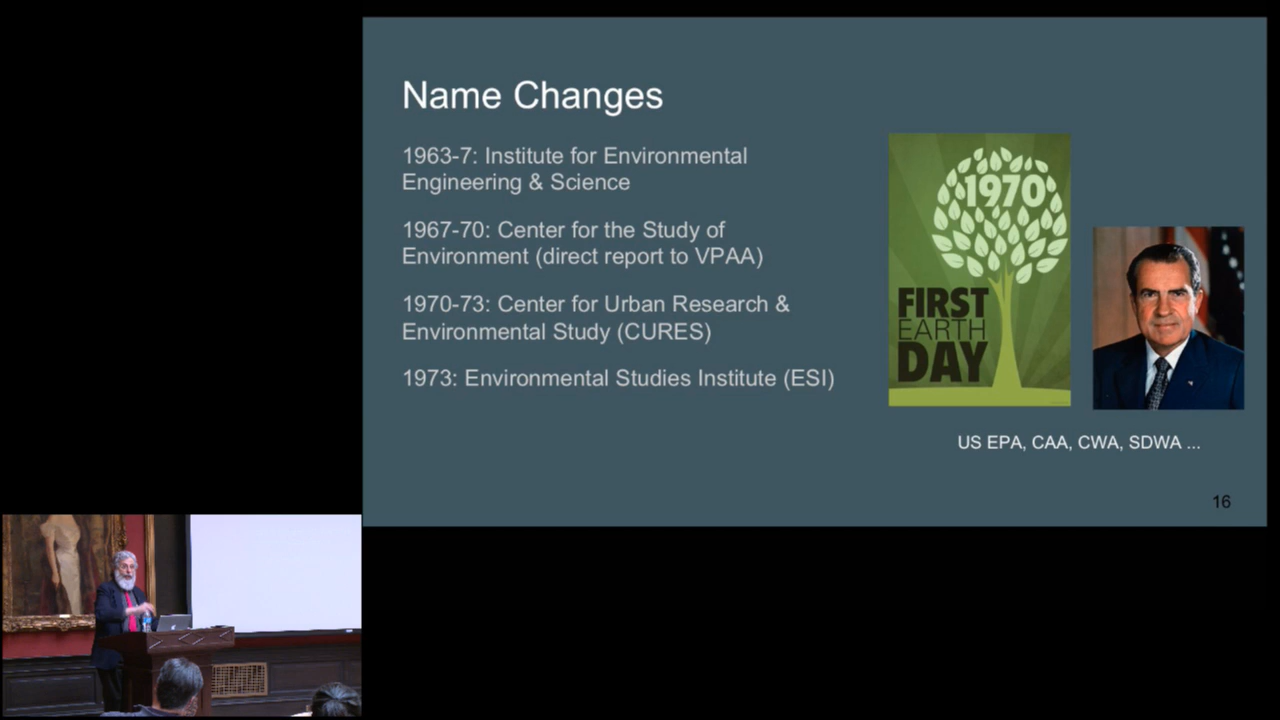 Name Changes
1963-7: Institute for Environmental
Engineering & Science
1967-70: Center for the Study of
Environment (direct report to VPAA)
1970-73: Center for Urban Research &
Environmental Study (CURES)
1973: Environmental Studies Institute (ESI)
1970
FIRST
EARTH
DAY
US EPA, CAA, CWA, SDWA ...
16